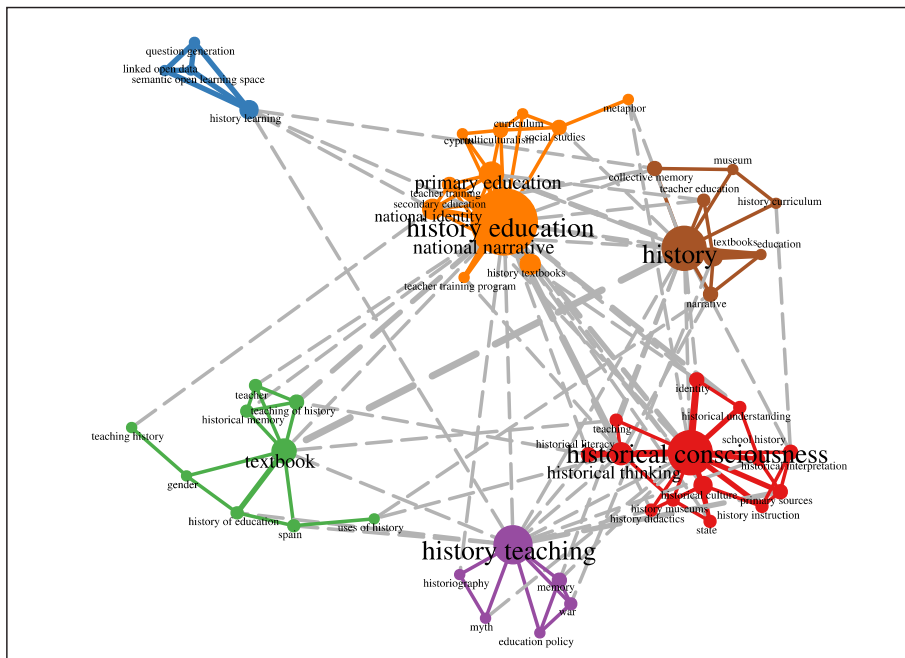 question generation
linked open data
semantic open learning space
history learning
metaphor
curriculum
social studies
museum
collective memory
primary education
teacher education
teacher training
history curriculum
secondary education
national identity
history education
national narrative
textbooks
education
history
history textbooks
teacher training program
narrative
teacher
identity
teaching of history
historical memory
historical understanding
teaching history
teaching
school history
historical literacy
historical consciousness
textbook
historical interpretation
historical thinking
gender
historical culture
primary sources
history museums
history of education
history didactics
history instruction
spain
uses of history
state
history teaching
historiography
memory
war
myth
education policy